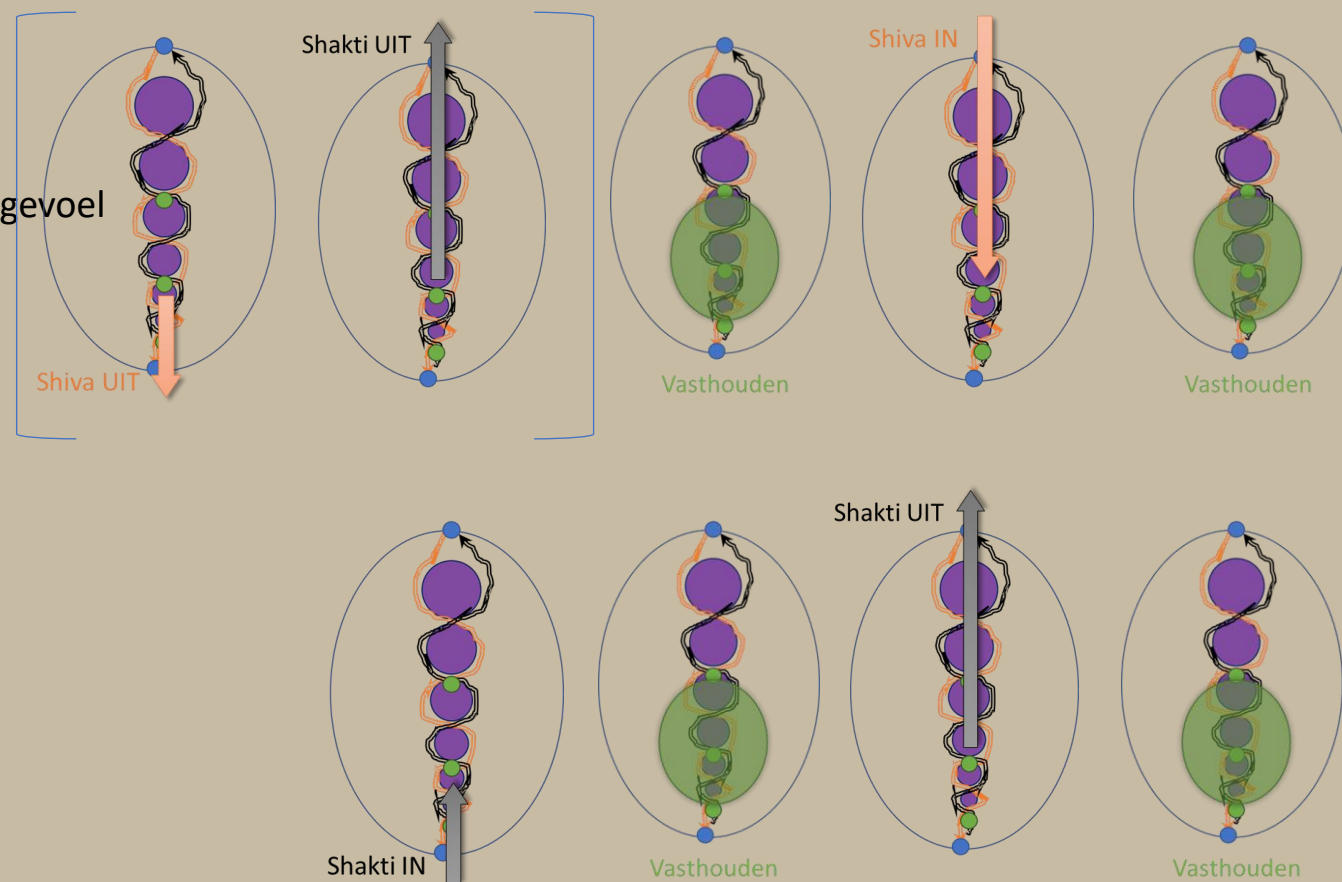 Shakti UIT
Shiva IN
gevoel
Shiva UIT
Vasthouden
Vasthouden
Shakti UIT
Shakti IN
Vasthouden
Vasthouden